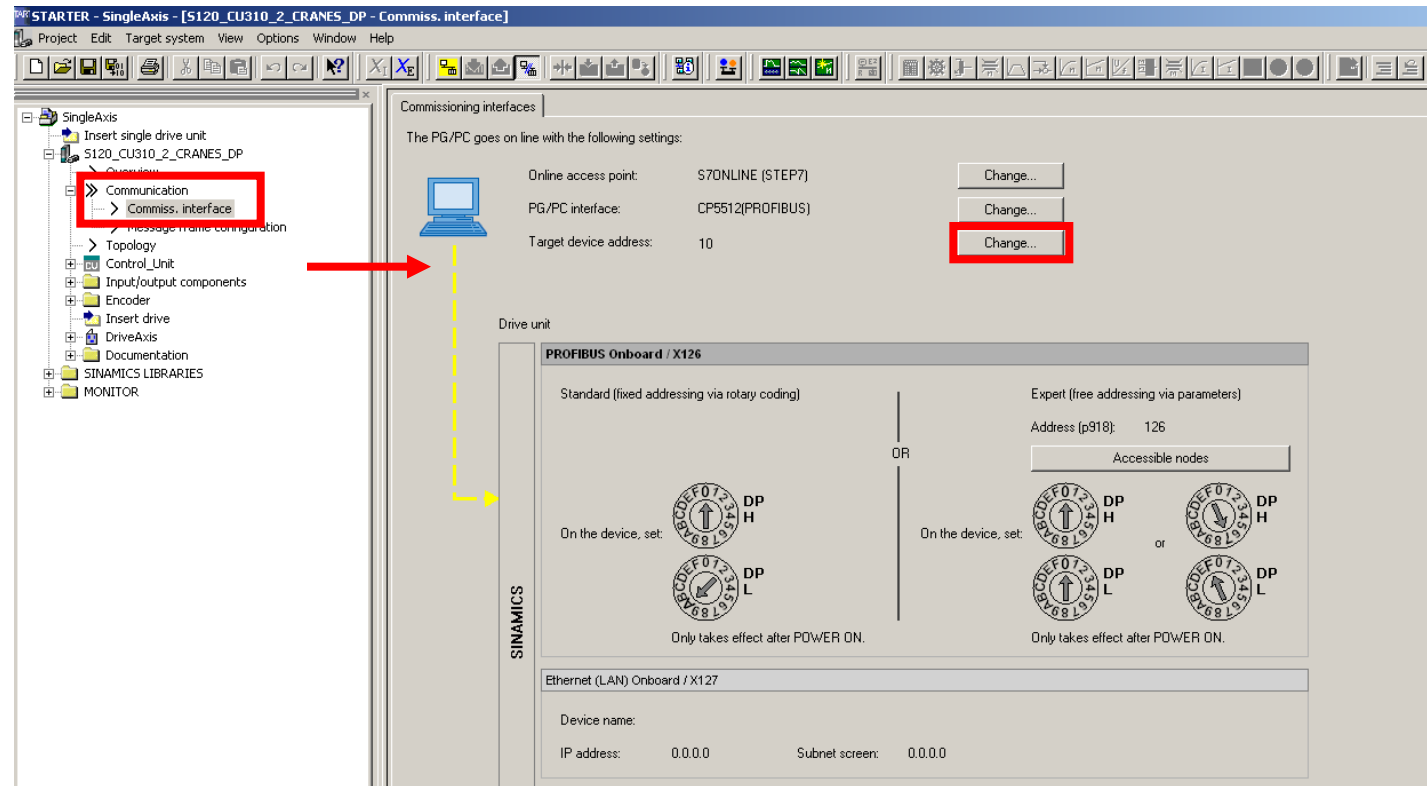 STARTER - SingleAxis - [S120_CU310_2_CRANES_DP - Commiss. interface]
Project Edit Target system View Options Window Help
SingleAxis
Insert single drive unit
S120_CU310_2_CRANES_DP
Overview
Communication
Commiss. interface
Message frame configuration
Topology
Control_Unit
Input/output components
Encoder
Insert drive
DriveAxis
Documentation
SINAMICS LIBRARIES
MONITOR
Commissioning interfaces
The PG/PC goes on line with the following settings:
Online access point: S7ONLINE (STEP7) Change...
PG/PC interface: CP5512(PROFIBUS) Change...
Target device address: 10 Change...
Drive unit
SINAMICS
PROFIBUS Onboard / X126
Standard (fixed addressing via rotary coding)
OR
Expert (free addressing via parameters)
Address (p918): 126
Accessible nodes
On the device, set: DP H
DP L
Only takes effect after POWER ON.
On the device, set: DP H or DP H
DP L DP L
Only takes effect after POWER ON.
Ethernet (LAN) Onboard / X127
Device name:
IP address: 0.0.0.0 Subnet screen: 0.0.0.0